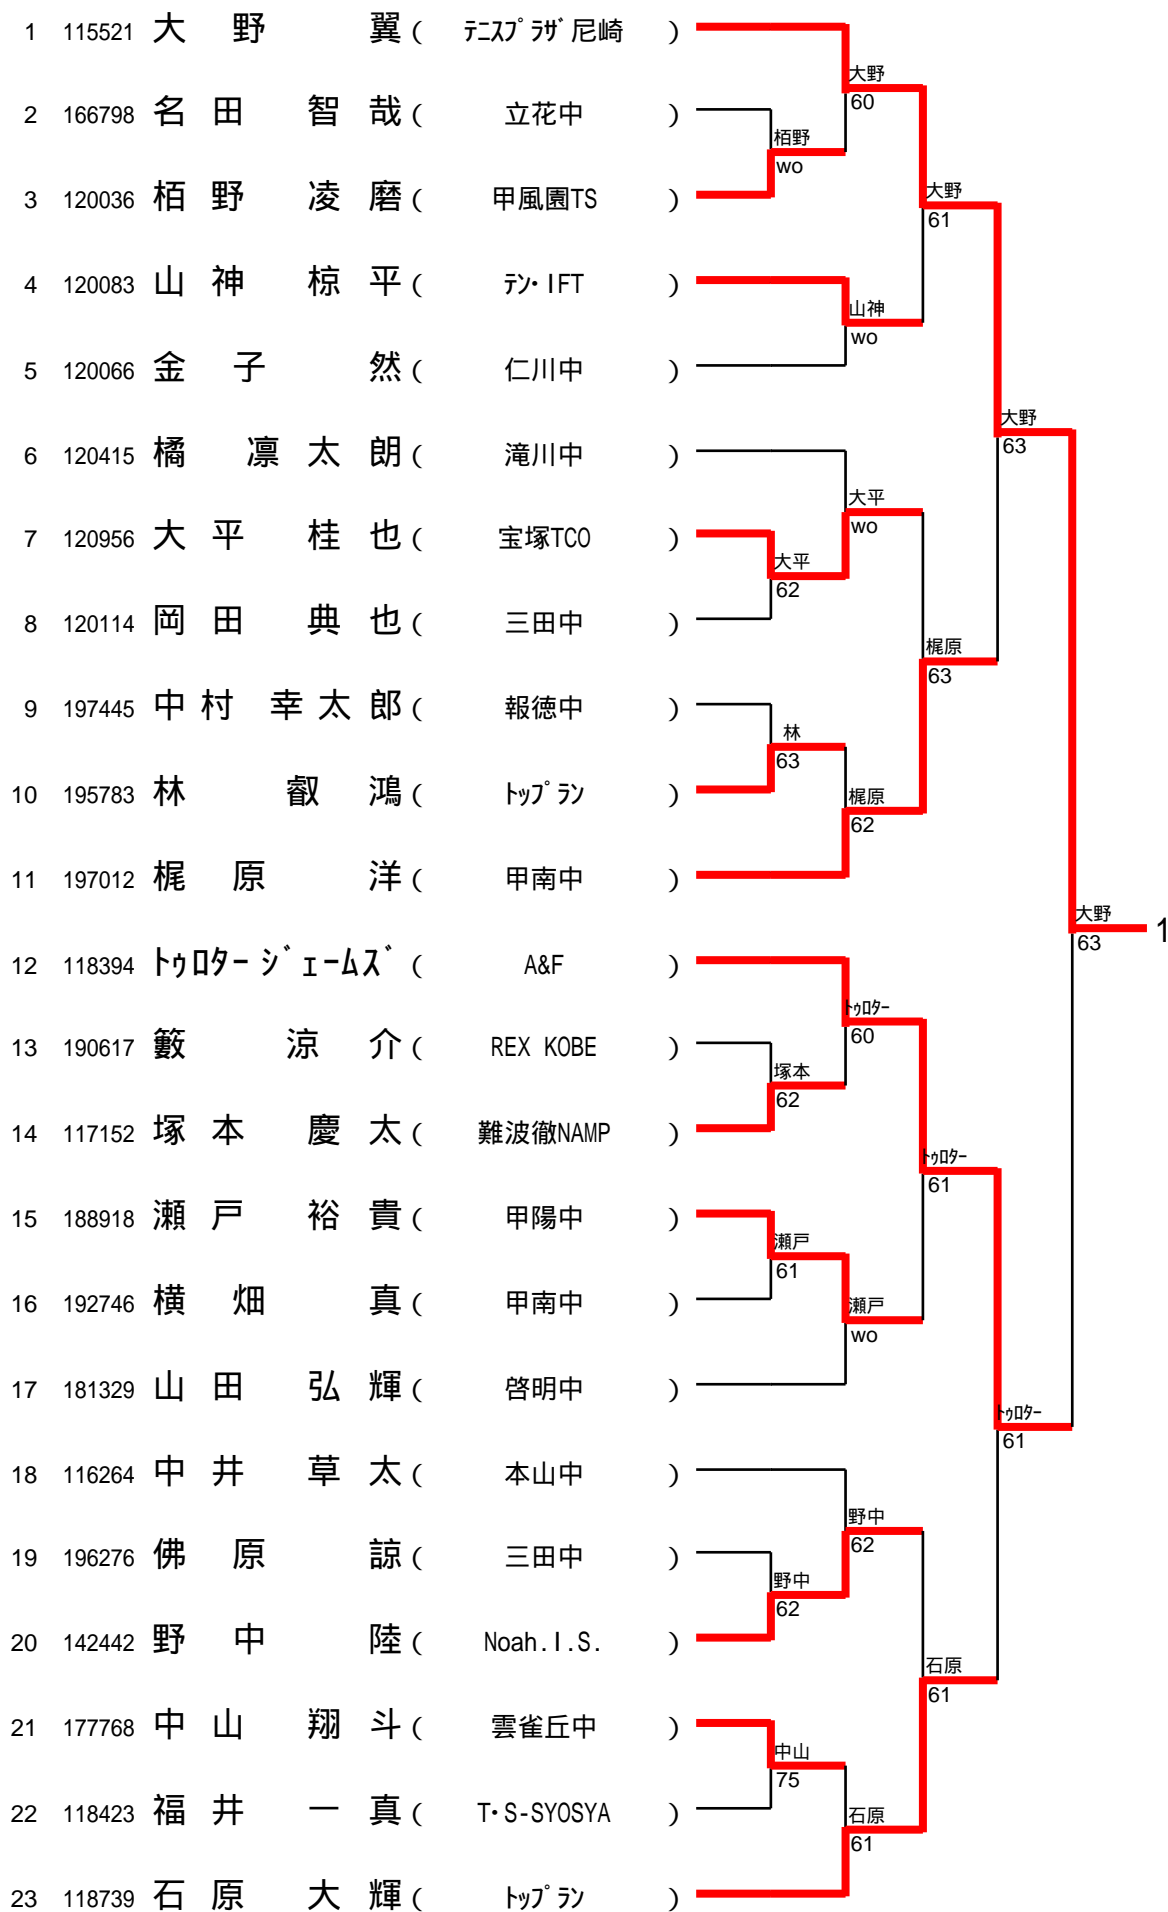 1 115521 大 野 翼 ( ﾃﾆｽﾌﾟﾗｻﾞ尼崎 )
大野
60
2 166798 名 田 智 哉 ( 立花中 )
栢野
wo
3 120036 栢 野 凌 磨 ( 甲風園TS )
大野
61
4 120083 山 神 椋 平 ( ﾃﾝ･IFT )
山神
wo
5 120066 金 子 然 ( 仁川中 )
大野
63
6 120415 橘 凛 太 朗 ( 滝川中 )
大平
wo
7 120956 大 平 桂 也 ( 宝塚TCO )
大平
62
8 120114 岡 田 典 也 ( 三田中 )
梶原
63
9 197445 中 村 幸 太 郎 ( 報徳中 )
林
63
10 195783 林 叡 鴻 ( ﾄｯﾌﾟﾗﾝ )
梶原
62
11 197012 梶 原 洋 ( 甲南中 )
大野
63
1
12 118394 ﾄｩﾛﾀｰ ｼﾞｪｰﾑｽﾞ ( A&F )
ﾄｩﾛﾀｰ
60
13 190617 籔 涼 介 ( REX KOBE )
塚本
62
14 117152 塚 本 慶 太 ( 難波徹NAMP )
ﾄｩﾛﾀｰ
61
15 188918 瀬 戸 裕 貴 ( 甲陽中 )
瀬戸
61
16 192746 横 畑 真 ( 甲南中 )
瀬戸
wo
17 181329 山 田 弘 輝 ( 啓明中 )
ﾄｩﾛﾀｰ
61
18 116264 中 井 草 太 ( 本山中 )
野中
62
19 196276 佛 原 諒 ( 三田中 )
野中
62
20 142442 野 中 陸 ( Noah.I.S. )
石原
61
21 177768 中 山 翔 斗 ( 雲雀丘中 )
中山
75
22 118423 福 井 一 真 ( T･S-SYOSYA )
石原
61
23 118739 石 原 大 輝 ( ﾄｯﾌﾟﾗﾝ )